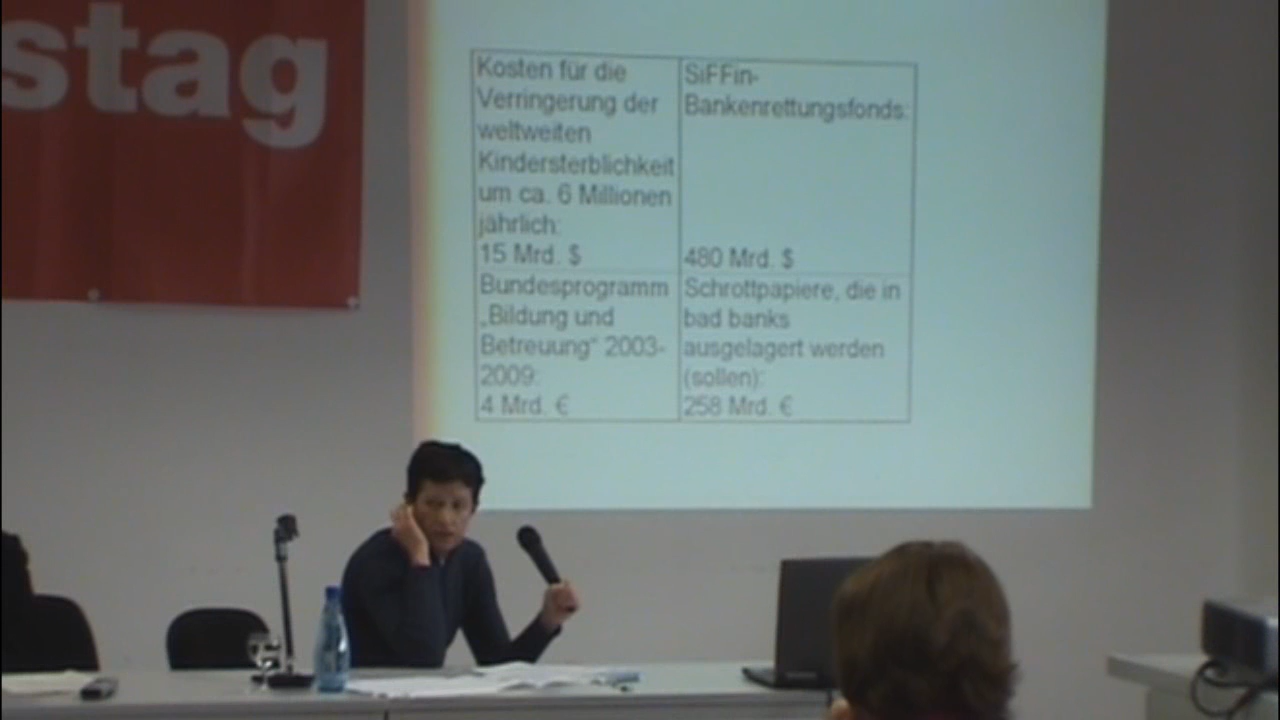 stag
Kosten für die
Verringerung der
weltweiten
Kindersterblichkeit
um ca. 6 Millionen
jährlich:
15 Mrd. $
SiFFin-
Bankenrettungsfonds:
480 Mrd. $
Bundesprogramm
„Bildung und
Betreuung“ 2003-
2009:
4 Mrd. €
Schrottpapiere, die in
bad banks
ausgelagert werden
(sollen):
258 Mrd. €